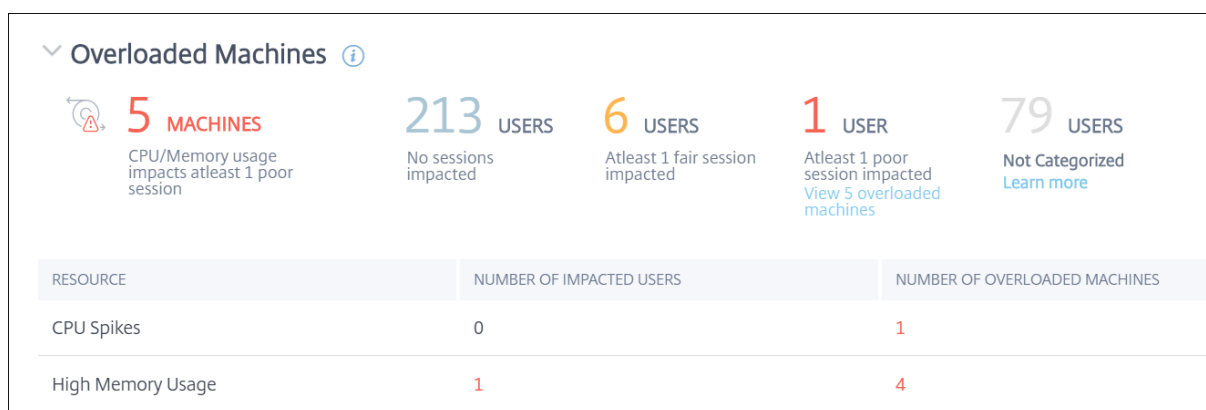 Overloaded Machines
5 MACHINES
CPU/Memory usage
impacts atleast 1 poor
session
213 USERS
No sessions
impacted
6 USERS
Atleast 1 fair session
impacted
1 USER
Atleast 1 poor
session impacted
View 5 overloaded
machines
79 USERS
Not Categorized
Learn more
RESOURCE NUMBER OF IMPACTED USERS NUMBER OF OVERLOADED MACHINES
CPU Spikes 0 1
High Memory Usage 1 4